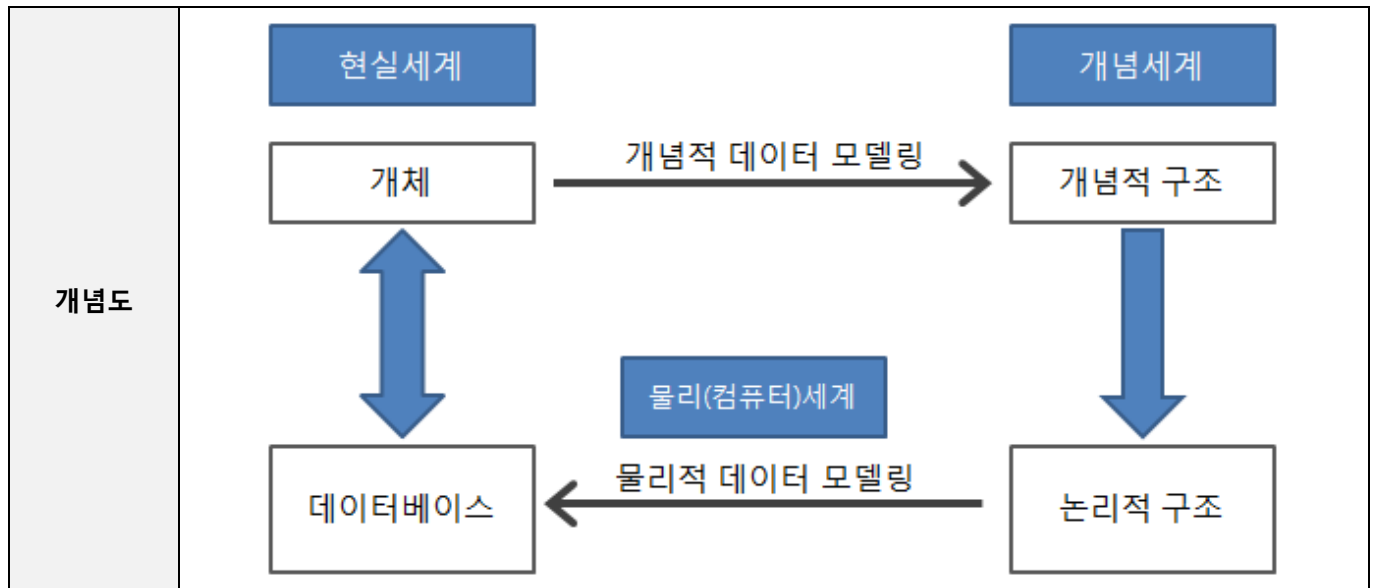 현실세계
개념세계
개체
개념적 데이터 모델링
개념적 구조
개념도
물리(컴퓨터)세계
데이터베이스
물리적 데이터 모델링
논리적 구조